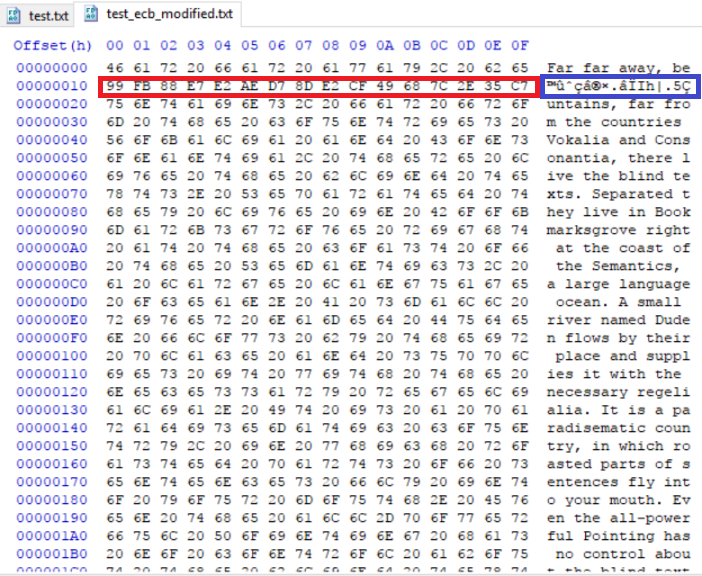 test.txt test_ecb_modified.txt
Offset(h) 00 01 02 03 04 05 06 07 08 09 0A 0B 0C 0D 0E 0F
00000000 46 61 72 20 66 61 72 20 61 77 61 79 2C 20 62 65 Far far away, be
00000010 99 FB 88 E7 E2 AE D7 8D E2 CF 49 68 7C 2E 35 C7 ™ûˆçâ®×.âÏIh|.5Ç
00000020 75 6E 74 61 69 6E 73 2C 20 66 61 72 20 66 72 6F untains, far fro
00000030 6D 20 74 68 65 20 63 6F 75 6E 74 72 69 65 73 20 m the countries
00000040 56 6F 6B 61 6C 69 61 20 61 6E 64 20 43 6F 6E 73 Vokalia and Cons
00000050 6F 6E 61 6E 74 69 61 2C 20 74 68 65 72 65 20 6C onantia, there l
00000060 69 76 65 20 74 68 65 20 62 6C 69 6E 64 20 74 65 ive the blind te
00000070 78 74 73 2E 20 53 65 70 61 72 61 74 65 64 20 74 xts. Separated t
00000080 68 65 79 20 6C 69 76 65 20 69 6E 20 42 6F 6F 6B hey live in Book
00000090 6D 61 72 6B 73 67 72 6F 76 65 20 72 69 67 68 74 marksgrove right
000000A0 20 61 74 20 74 68 65 20 63 6F 61 73 74 20 6F 66 at the coast of
000000B0 20 74 68 65 20 53 65 6D 61 6E 74 69 63 73 2C 20 the Semantics,
000000C0 61 20 6C 61 72 67 65 20 6C 61 6E 67 75 61 67 65 a large language
000000D0 20 6F 63 65 61 6E 2E 20 41 20 73 6D 61 6C 6C 20 ocean. A small
000000E0 72 69 76 65 72 20 6E 61 6D 65 64 20 44 75 64 65 river named Dude
000000F0 6E 20 66 6C 6F 77 73 20 62 79 20 74 68 65 69 72 n flows by their
00000100 20 70 6C 61 63 65 20 61 6E 64 20 73 75 70 70 6C place and suppl
00000110 69 65 73 20 69 74 20 77 69 74 68 20 74 68 65 20 ies it with the
00000120 6E 65 63 65 73 73 61 72 79 20 72 65 67 65 6C 69 necessary regeli
00000130 61 6C 69 61 2E 20 49 74 20 69 73 20 61 20 70 61 alia. It is a pa
00000140 72 61 64 69 73 65 6D 61 74 69 63 20 63 6F 75 6E radisematic coun
00000150 74 72 79 2C 20 69 6E 20 77 68 69 63 68 20 72 6F try, in which ro
00000160 61 73 74 65 64 20 70 61 72 74 73 20 6F 66 20 73 asted parts of s
00000170 65 6E 74 65 6E 63 65 73 20 66 6C 79 20 69 6E 74 entences fly int
00000180 6F 20 79 6F 75 72 20 6D 6F 75 74 68 2E 20 45 76 o your mouth. Ev
00000190 65 6E 20 74 68 65 20 61 6C 6C 2D 70 6F 77 65 72 en the all-power
000001A0 66 75 6C 20 50 6F 69 6E 74 69 6E 67 20 68 61 73 ful Pointing has
000001B0 20 6E 6F 20 63 6F 6E 74 72 6F 6C 20 61 62 6F 75 no control abou
000001C0 74 20 74 68 65 20 62 6C 69 6E 64 20 74 65 78 74 t the blind text